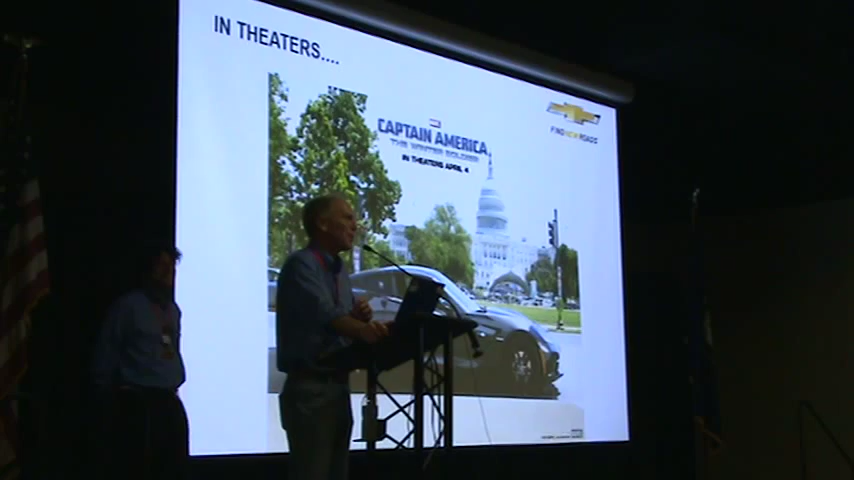 IN THEATERS....
CAPTAIN AMERICA
THE WINTER SOLDIER
IN THEATERS APRIL 4
FIND NEW ROADS